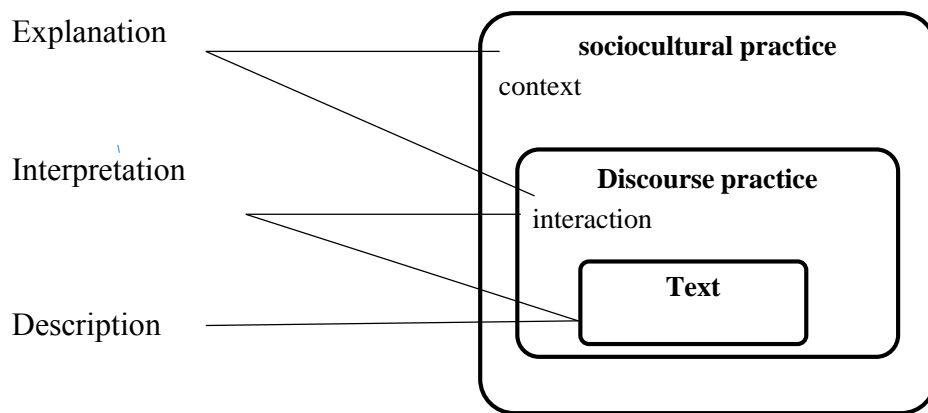 Explanation
sociocultural practice
context
Interpretation
Discourse practice
interaction
Text
Description